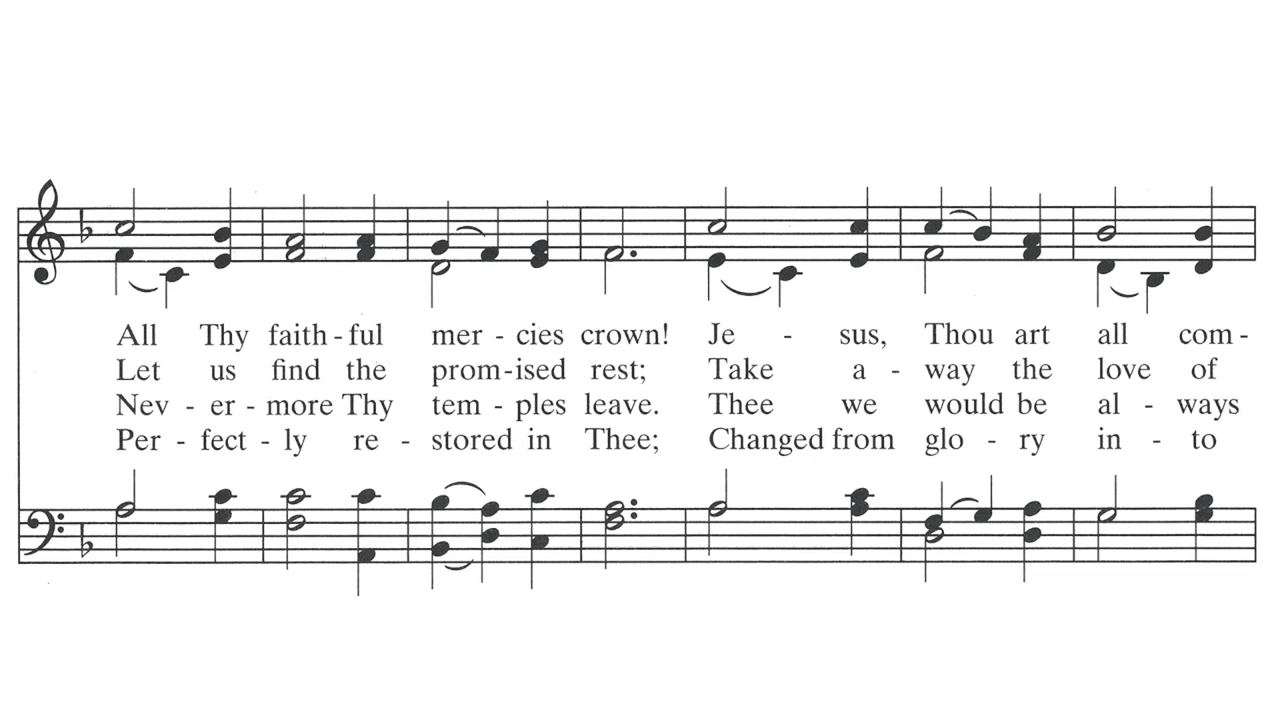 All Thy faith - ful mer - cies crown! Je - sus, Thou art all com -
Let us find the prom - ised rest; Take a - way the love of
Nev - er - more Thy tem - ples leave. Thee we would be al - ways
Per - fect - ly re - stored in Thee; Changed from glo - ry in - to